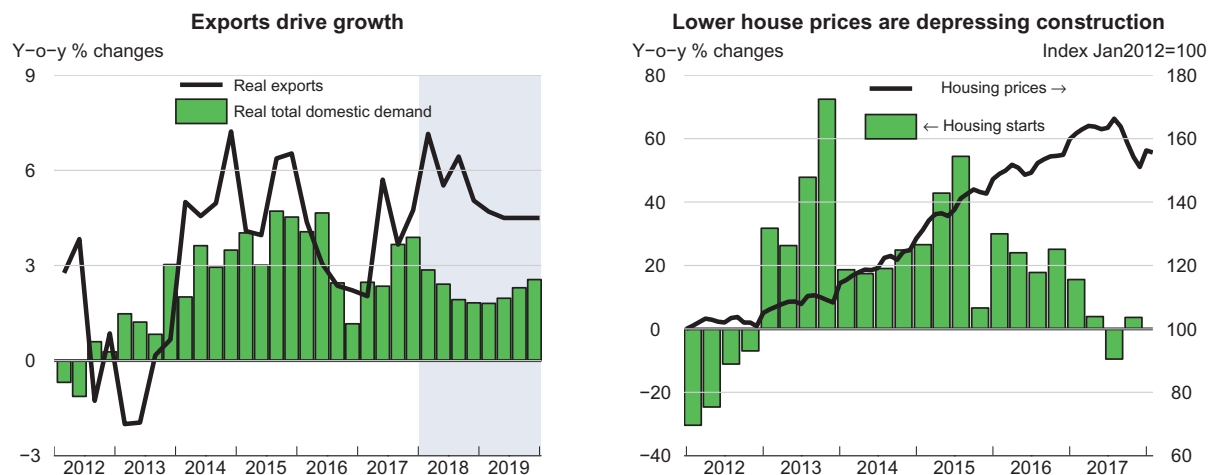 Exports drive growth
Y−o−y % changes
Real exports
Real total domestic demand
9
6
3
0
−3
2012 2013 2014 2015 2016 2017 2018 2019
Lower house prices are depressing construction
Y−o−y % changes Index Jan2012=100
Housing prices →
← Housing starts
80 180
60 160
40 140
20 120
0 100
−20 80
−40 60
2012 2013 2014 2015 2016 2017